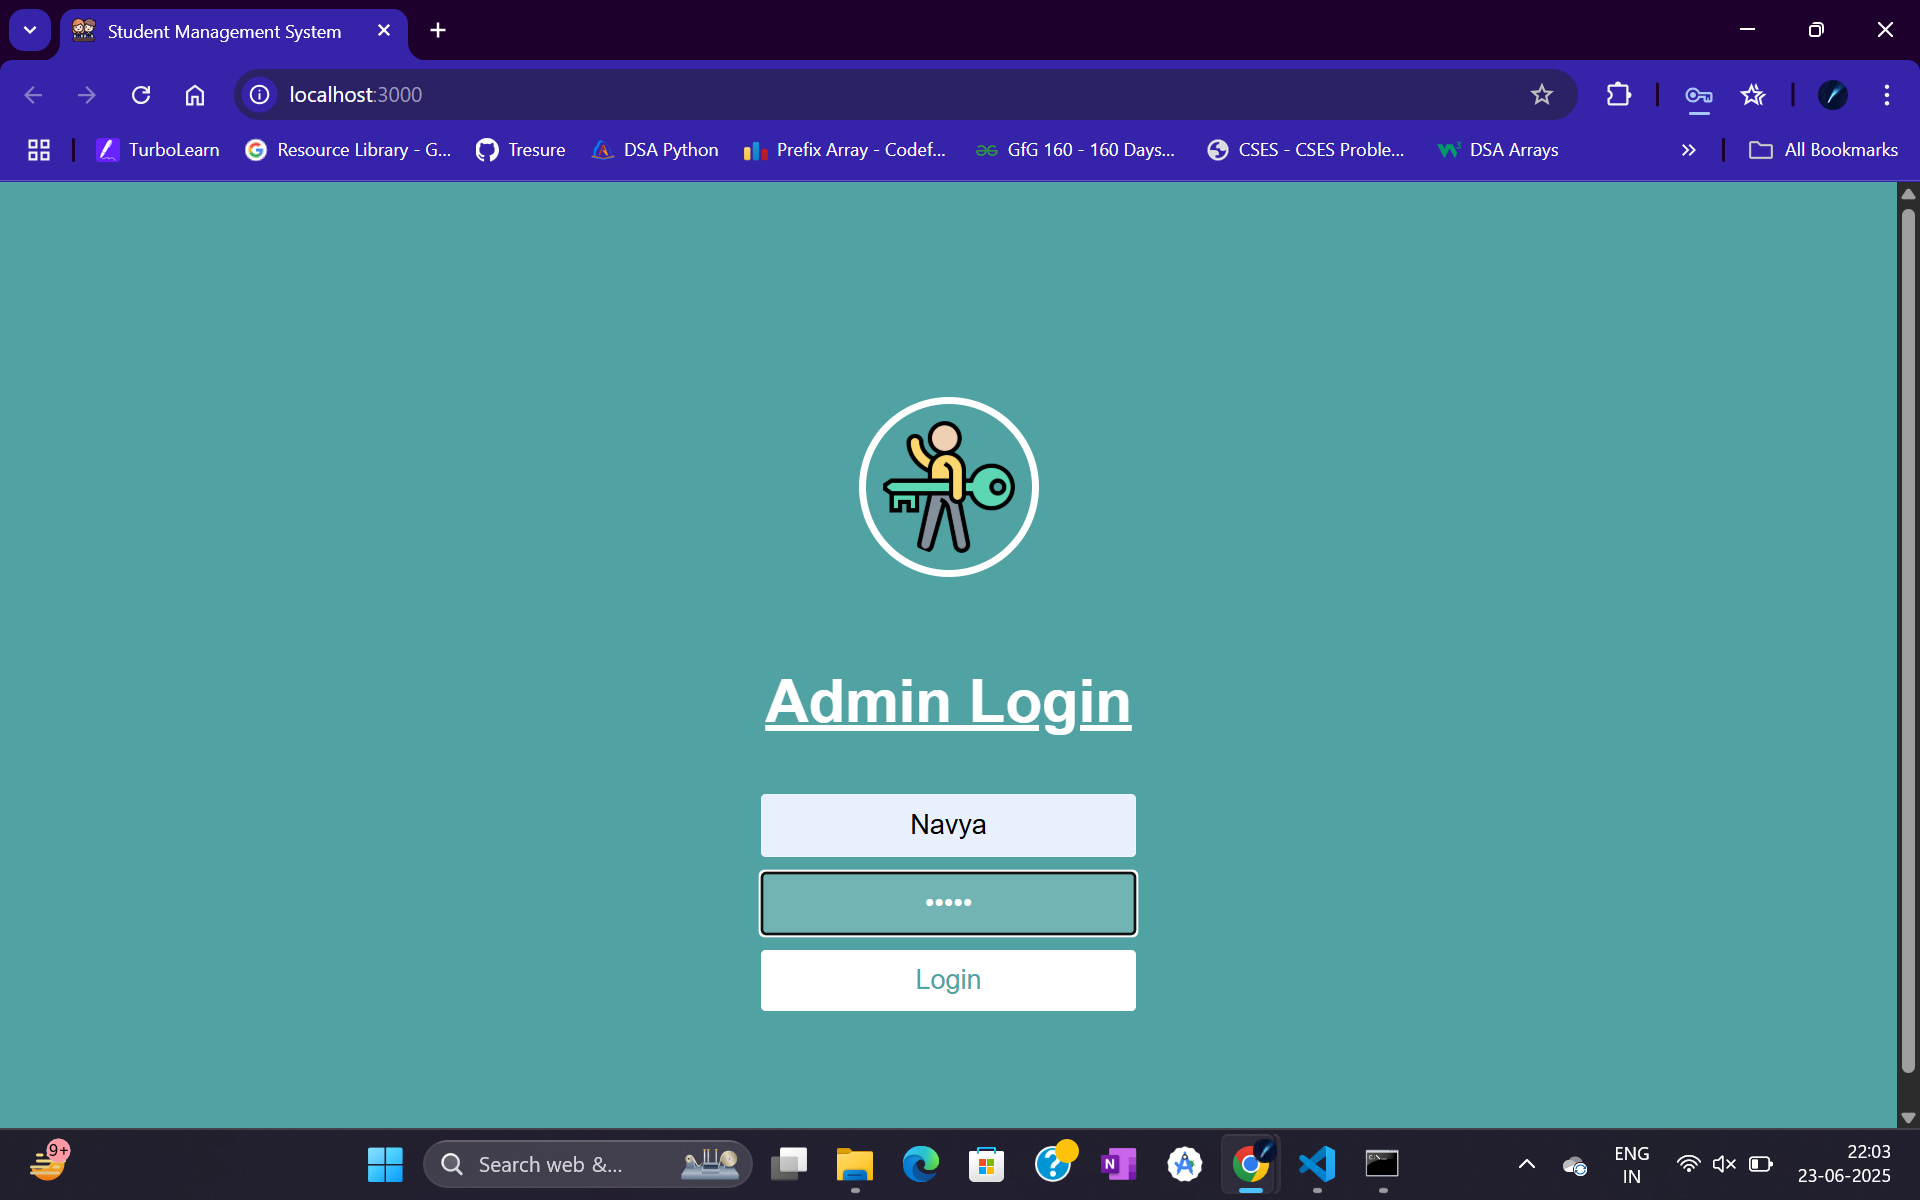 Student Management System
localhost:3000
TurboLearn
Resource Library - G...
Tresure
DSA Python
Prefix Array - Codef...
GfG 160 - 160 Days...
CSES - CSES Proble...
DSA Arrays
All Bookmarks
Admin Login
Navya
•••••
Login
9+
Search web &...
ENG
IN
22:03
23-06-2025